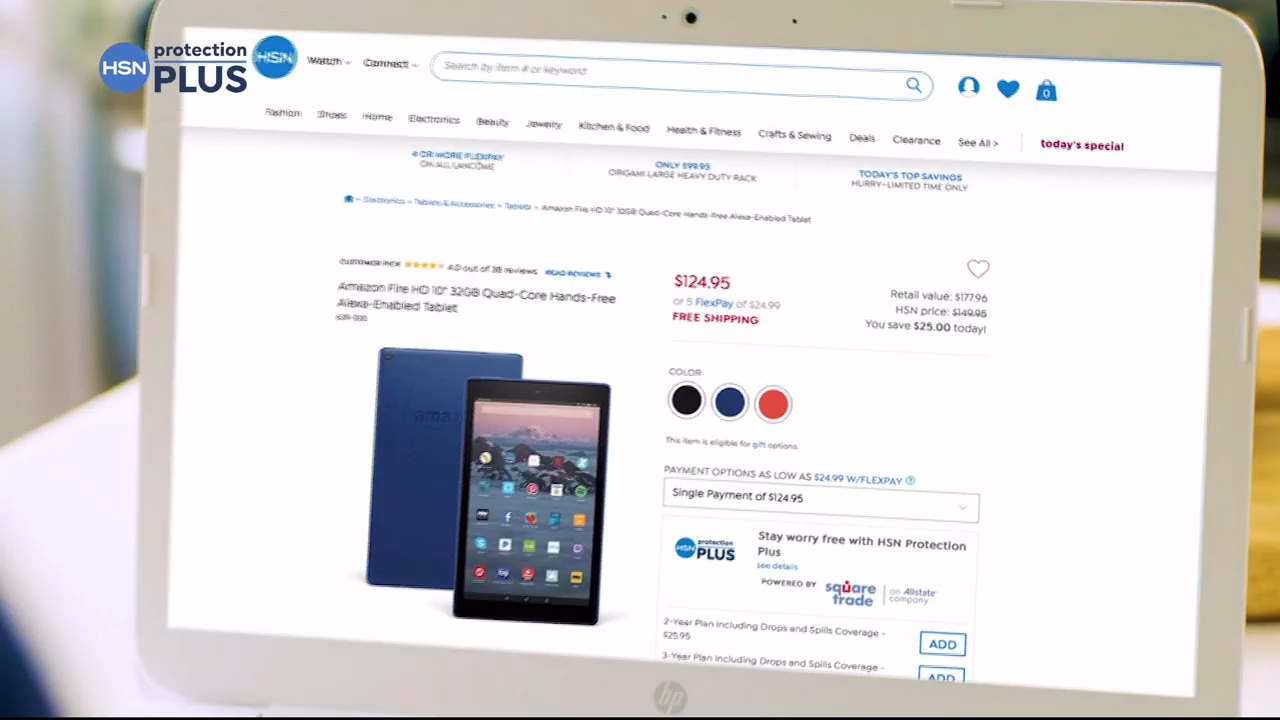 HSN protection PLUS
HSN Watch Connect Search by item # or keyword 0
Fashion Shoes Home Electronics Beauty Jewelry Kitchen & Food Health & Fitness Crafts & Sewing Deals Clearance See All > today's special
4 OR MORE FLEXPAY
ON ALL LANCOME
ONLY $99.95
ORIGAMI LARGE HEAVY DUTY RACK
TODAY'S TOP SAVINGS
HURRY-LIMITED TIME ONLY
Electronics > Tablets & Accessories > Tablets > Amazon Fire HD 10" 32GB Quad-Core Hands-Free Alexa-Enabled Tablet
CUSTOMER PICK 4.0 out of 38 reviews READ REVIEWS
Amazon Fire HD 10" 32GB Quad-Core Hands-Free
Alexa-Enabled Tablet
amaz
$124.95
or 5 FlexPay of $24.99
FREE SHIPPING
Retail value: $177.96
HSN price: $149.95
You save $25.00 today!
COLOR
This item is eligible for gift options.
PAYMENT OPTIONS AS LOW AS $24.99 W/FLEXPAY ?
Single Payment of $124.95
HSN protection PLUS
Stay worry free with HSN Protection
Plus
see details
POWERED BY square trade an Allstate company
2-Year Plan Including Drops and Spills Coverage -
$25.95
ADD
3-Year Plan Including Drops and Spills Coverage -
ADD
hp